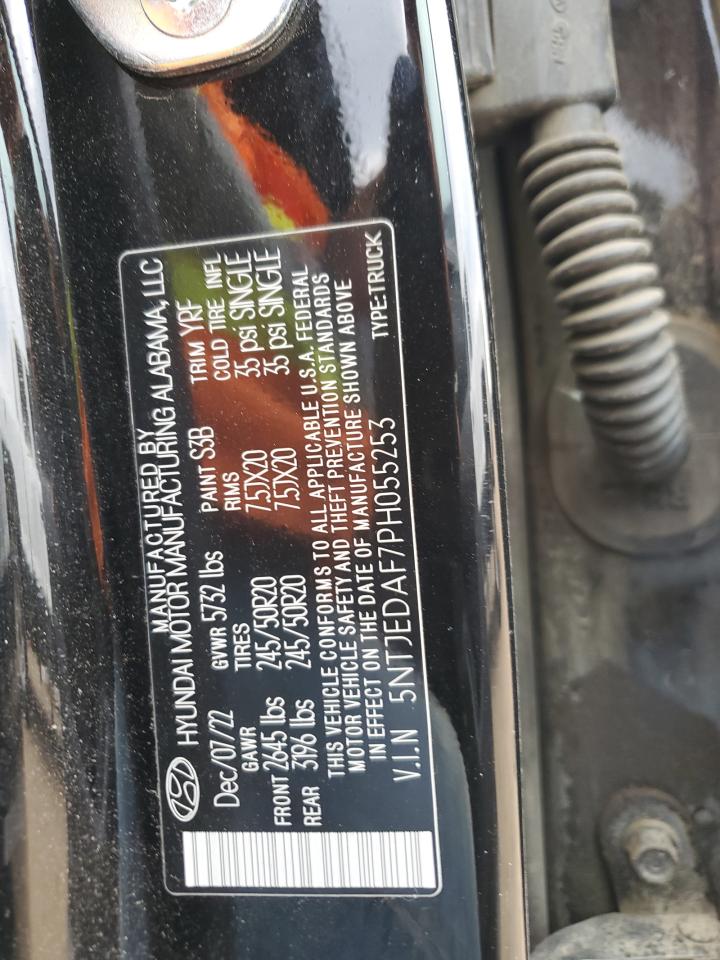 MANUFACTURED BY
HYUNDAI MOTOR MANUFACTURING ALABAMA, LLC
Dec/07/22 GVWR 5732 lbs PAINT S3B TRIM YRF
GAWR TIRES RIMS COLD TIRE INFL
FRONT 2645 lbs 245/50R20 7.5JX20 35 psi SINGLE
REAR 3196 lbs 245/50R20 7.5JX20 35 psi SINGLE
THIS VEHICLE CONFORMS TO ALL APPLICABLE U.S.A. FEDERAL
MOTOR VEHICLE SAFETY AND THEFT PREVENTION STANDARDS
IN EFFECT ON THE DATE OF MANUFACTURE SHOWN ABOVE
V.I.N 5NTJEDAF7PH055253 TYPE:TRUCK